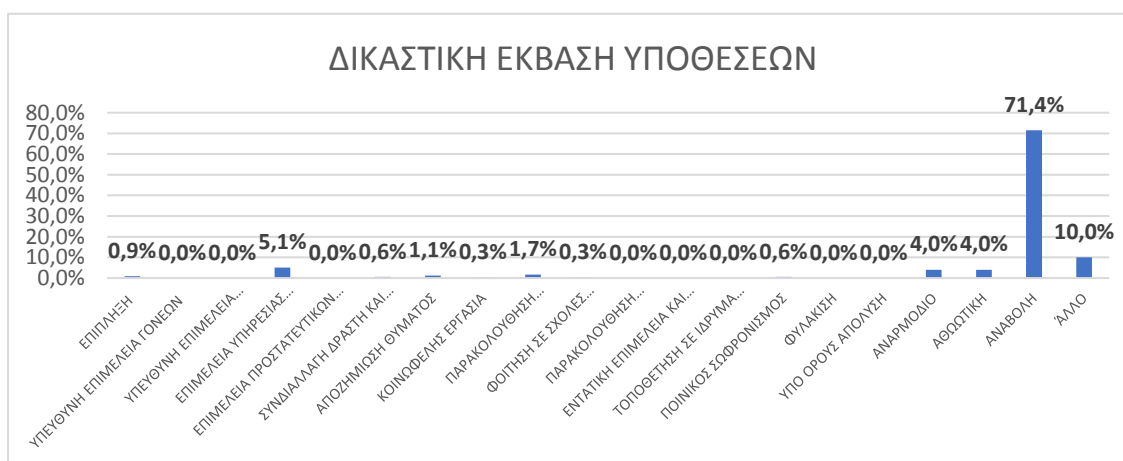 ΔΙΚΑΣΤΙΚΗ ΕΚΒΑΣΗ ΥΠΟΘΕΣΕΩΝ
80,0%
70,0%
60,0%
50,0%
40,0%
30,0%
20,0%
10,0%
0,0%
0,9%
0,0%
0,0%
5,1%
0,0%
0,6%
1,1%
0,3%
1,7%
0,3%
0,0%
0,0%
0,0%
0,6%
0,0%
0,0%
4,0%
4,0%
71,4%
10,0%
ΕΠΙΠΛΗΞΗ
ΥΠΕΥΘΥΝΗ ΕΠΙΜΕΛΕΙΑ ΓΟΝΕΩΝ
ΥΠΕΥΘΥΝΗ ΕΠΙΜΕΛΕΙΑ...
ΕΠΙΜΕΛΕΙΑ ΥΠΗΡΕΣΙΑΣ...
ΕΠΙΜΕΛΕΙΑ ΠΡΟΣΤΑΤΕΥΤΙΚΩΝ...
ΣΥΝΔΙΑΛΛΑΓΗ ΔΡΑΣΤΗ ΚΑΙ...
ΑΠΟΖΗΜΙΩΣΗ ΘΥΜΑΤΟΣ
ΚΟΙΝΩΦΕΛΗΣ ΕΡΓΑΣΙΑ
ΠΑΡΑΚΟΛΟΥΘΗΣΗ...
ΦΟΙΤΗΣΗ ΣΕ ΣΧΟΛΕΣ...
ΠΑΡΑΚΟΛΟΥΘΗΣΗ...
ΕΝΤΑΤΙΚΗ ΕΠΙΜΕΛΕΙΑ ΚΑΙ...
ΤΟΠΟΘΕΤΗΣΗ ΣΕ ΙΔΡΥΜΑ...
ΠΟΙΝΙΚΟΣ ΣΩΦΡΟΝΙΣΜΟΣ
ΦΥΛΑΚΙΣΗ
ΥΠΟ ΟΡΟΥΣ ΑΠΟΛΥΣΗ
ΑΝΑΡΜΟΔΙΟ
ΑΘΩΩΤΙΚΗ
ΑΝΑΒΟΛΗ
ΑΛΛΟ